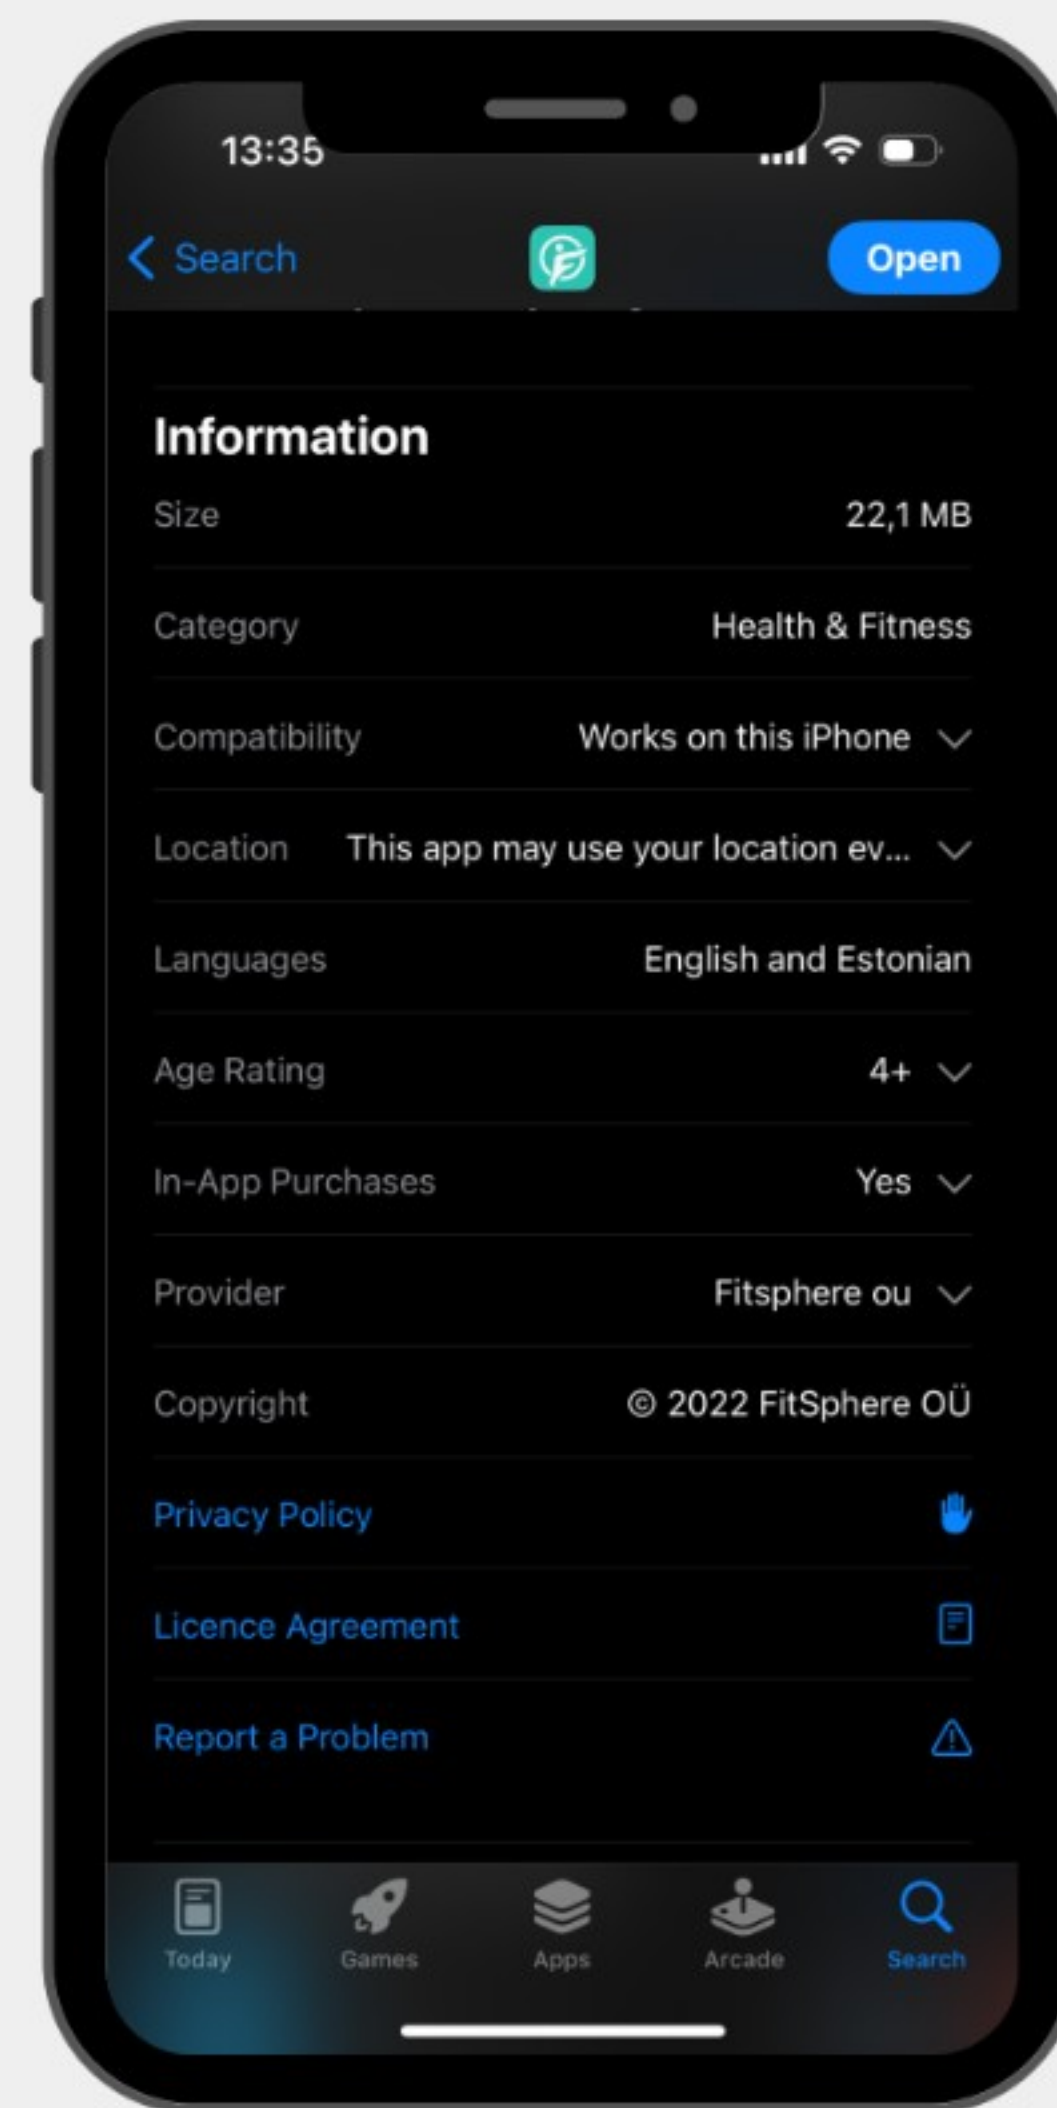 13:35
Search
Open
Information
Size 22,1 MB
Category Health & Fitness
Compatibility Works on this iPhone
Location This app may use your location ev...
Languages English and Estonian
Age Rating 4+
In-App Purchases Yes
Provider Fitsphere ou
Copyright © 2022 FitSphere OÜ
Privacy Policy
Licence Agreement
Report a Problem
Today Games Apps Arcade Search